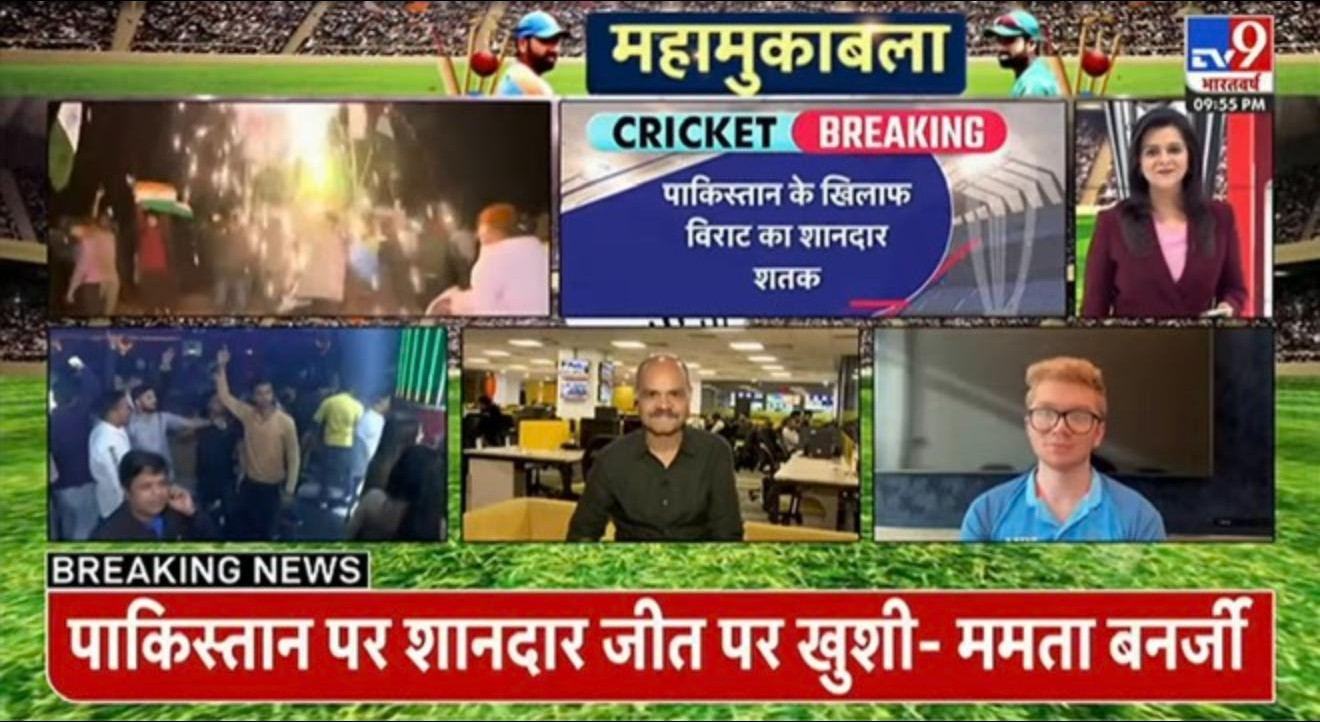 महामुकाबला
TV9
भारतवर्ष
09:55 PM
CRICKET BREAKING
पाकिस्तान के खिलाफ
विराट का शानदार
शतक
BREAKING NEWS
पाकिस्तान पर शानदार जीत पर खुशी- ममता बनर्जी